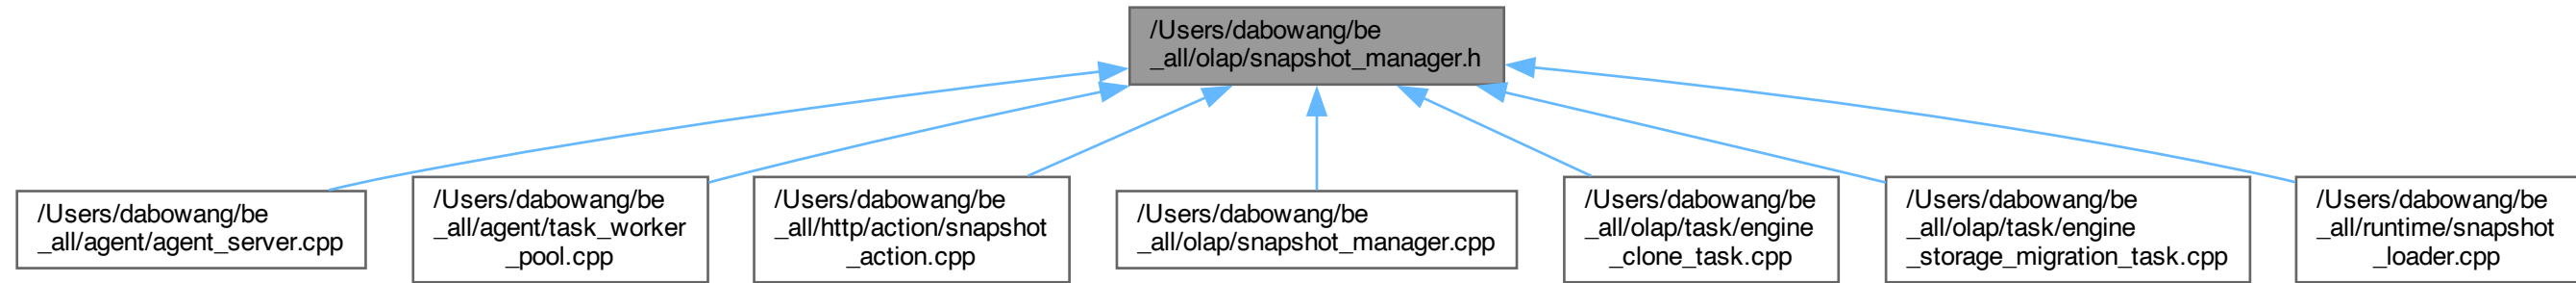 /Users/dabowang/be
_all/olap/snapshot_manager.h
/Users/dabowang/be
_all/agent/agent_server.cpp
/Users/dabowang/be
_all/agent/task_worker
_pool.cpp
/Users/dabowang/be
_all/http/action/snapshot
_action.cpp
/Users/dabowang/be
_all/olap/snapshot_manager.cpp
/Users/dabowang/be
_all/olap/task/engine
_clone_task.cpp
/Users/dabowang/be
_all/olap/task/engine
_storage_migration_task.cpp
/Users/dabowang/be
_all/runtime/snapshot
_loader.cpp